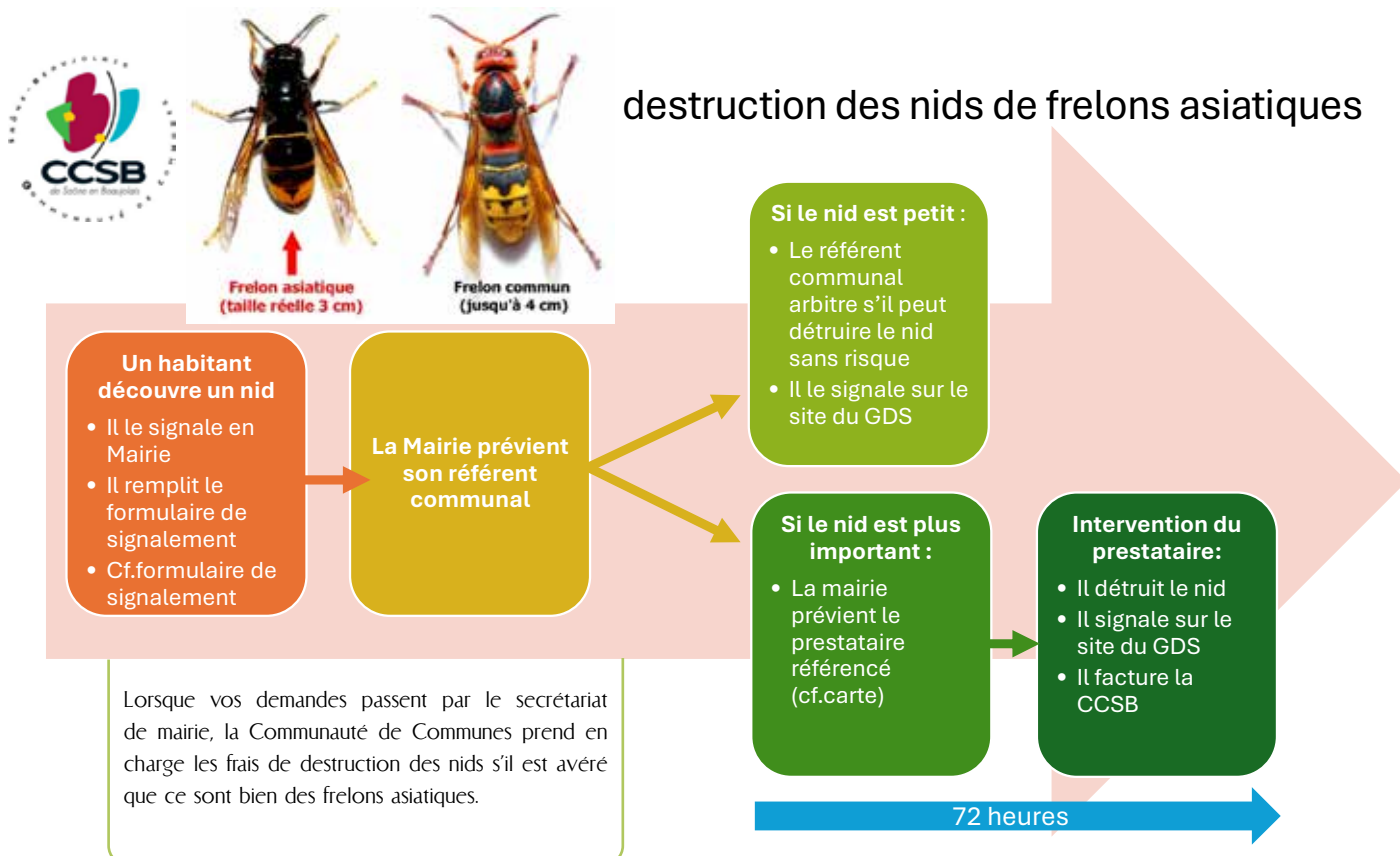 CCSB
de Saône en Beaujolais
destruction des nids de frelons asiatiques
Frelon asiatique
(taille réelle 3 cm)
Frelon commun
(jusqu'à 4 cm)
Un habitant
découvre un nid
• Il le signale en
Mairie
• Il remplit le
formulaire de
signalement
• Cf.formulaire de
signalement
La Mairie prévient
son référent
communal
Si le nid est petit :
• Le référent
communal
arbitre s’il peut
détruire le nid
sans risque
• Il le signale sur le
site du GDS
Si le nid est plus
important :
• La mairie
prévient le
prestataire
référencé
(cf.carte)
Intervention du
prestataire:
• Il détruit le nid
• Il signale sur le
site du GDS
• Il facture la
CCSB
Lorsque vos demandes passent par le secrétariat
de mairie, la Communauté de Communes prend en
charge les frais de destruction des nids s’il est avéré
que ce sont bien des frelons asiatiques.
72 heures